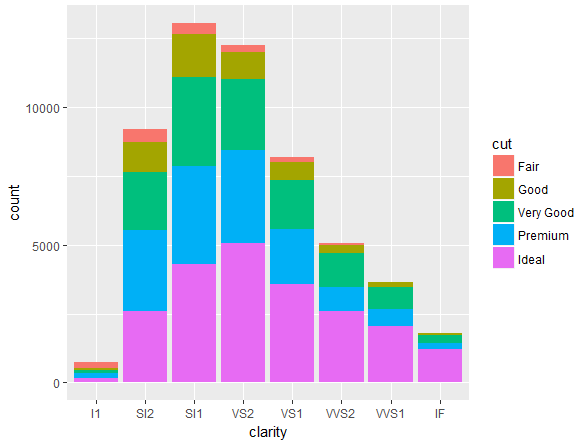 cut
Fair
Good
Very Good
Premium
Ideal
count
10000
5000
0
I1 SI2 SI1 VS2 VS1 VVS2 VVS1 IF
clarity